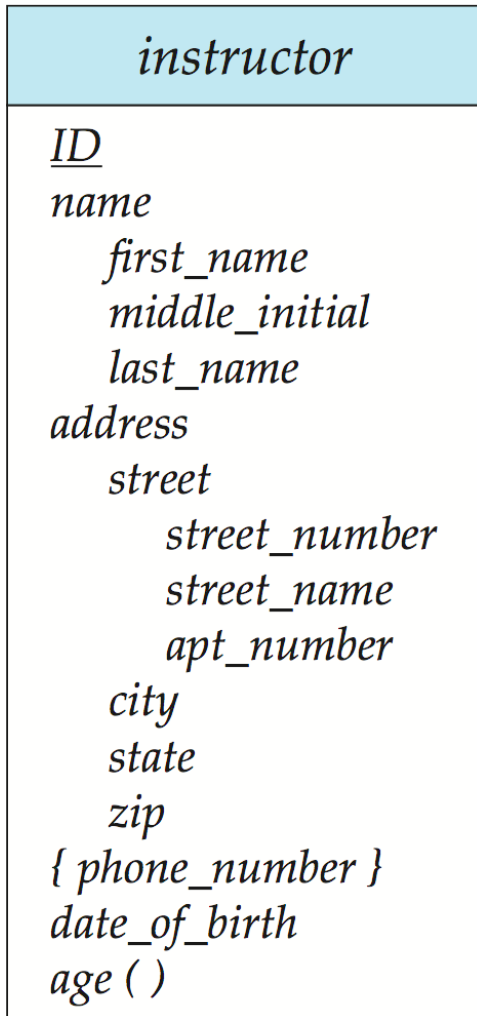 instructor
ID
name
first_name
middle_initial
last_name
address
street
street_number
street_name
apt_number
city
state
zip
{ phone_number }
date_of_birth
age ( )